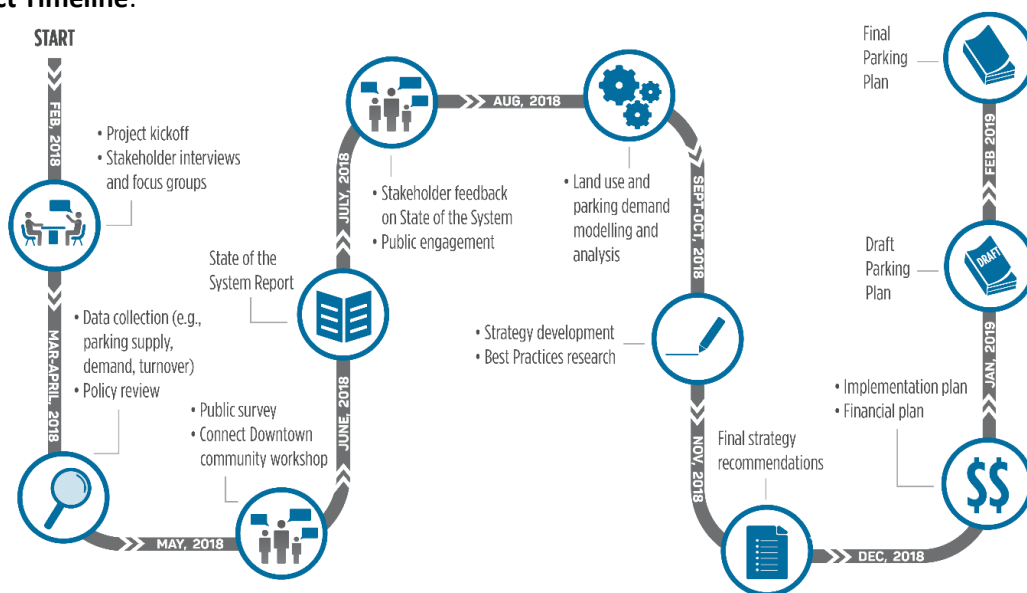 ct Timeline:
START
FEB, 2018
• Project kickoff
• Stakeholder interviews
and focus groups
MAR-APRIL, 2018
• Data collection (e.g.,
parking supply,
demand, turnover)
• Policy review
MAY, 2018
• Public survey
• Connect Downtown
community workshop
JUNE, 2018
State of the
System Report
JULY, 2018
• Stakeholder feedback
on State of the System
• Public engagement
AUG, 2018
• Land use and
parking demand
modelling and
analysis
SEPT-OCT, 2018
• Strategy development
• Best Practices research
NOV, 2018
Final strategy
recommendations
DEC, 2018
• Implementation plan
• Financial plan
$$
JAN, 2019
Draft
Parking
Plan
DRAFT
FEB 2019
Final
Parking
Plan